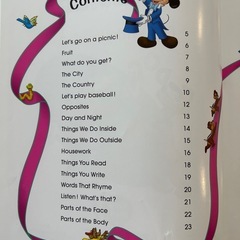 Contents
Let's go on a picnic! 5
Fruit 6
What do you get? 7
The City 8
The Country 9
Let's play baseball! 10
Opposites 12
Day and Night 13
Things We Do Inside 14
Things We Do Outside 15
Housework 16
Things You Read 17
Things You Write 18
Words That Rhyme 19
Listen! What's that? 21
Parts of the Face 22
Parts of the Body 23